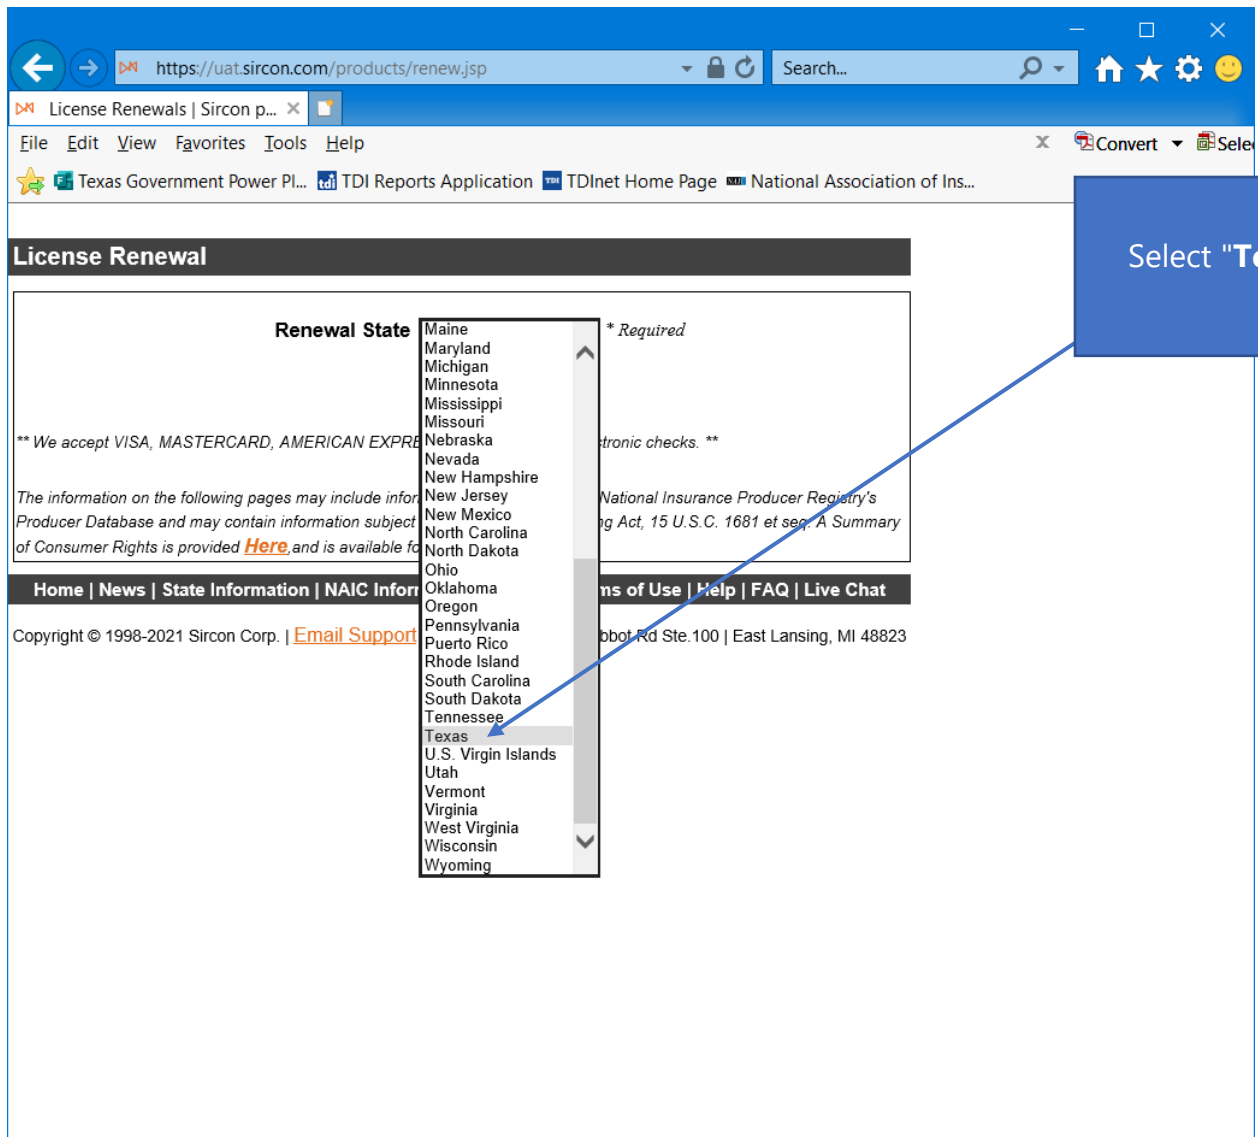 https://uat.sircon.com/products/renew.jsp
Search...
License Renewals | Sircon p...
File Edit View Favorites Tools Help
Convert
Texas Government Power Pl... TDI Reports Application TDInet Home Page National Association of Ins...
Select "
License Renewal
Renewal State
* Required
Maine
Maryland
Michigan
Minnesota
Mississippi
Missouri
Nebraska
Nevada
New Hampshire
New Jersey
New Mexico
North Carolina
North Dakota
Ohio
Oklahoma
Oregon
Pennsylvania
Puerto Rico
Rhode Island
South Carolina
South Dakota
Tennessee
Texas
U.S. Virgin Islands
Utah
Vermont
Virginia
West Virginia
Wisconsin
Wyoming
** We accept VISA, MASTERCARD, AMERICAN checks. **
The information on the following pages may include National Insurance Producer Registry's
Producer Database and may contain information subject Act, 15 U.S.C. 1681 et seq. A Summary
of Consumer Rights is provided Here, and is available
Home | News | State Information | NAIC of Use | Help | FAQ | Live Chat
Copyright © 1998-2021 Sircon Corp. | Email Support Rd Ste.100 | East Lansing, MI 48823